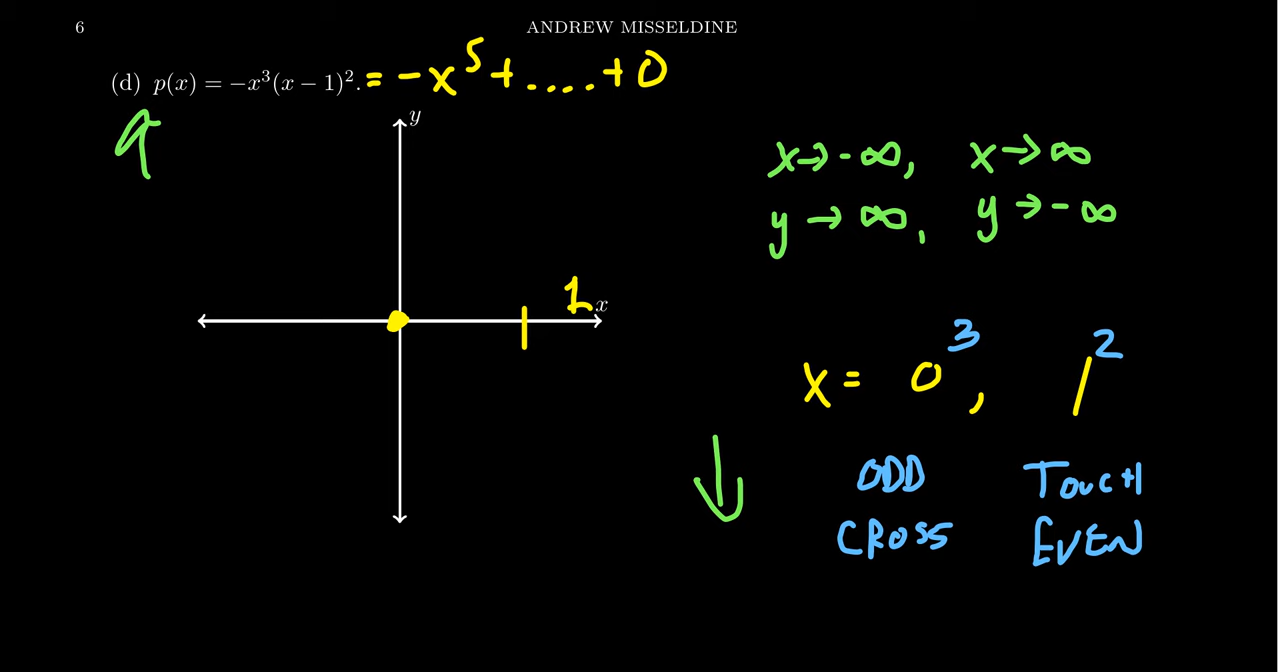 6 ANDREW MISSELDINE
(d) p(x) = −x³(x − 1)². = -x⁵ + .... + 0
y
x → -∞, x → ∞
y → ∞, y → -∞
1 x
x = 0³, 1²
ODD TOUCH
CROSS EVEN